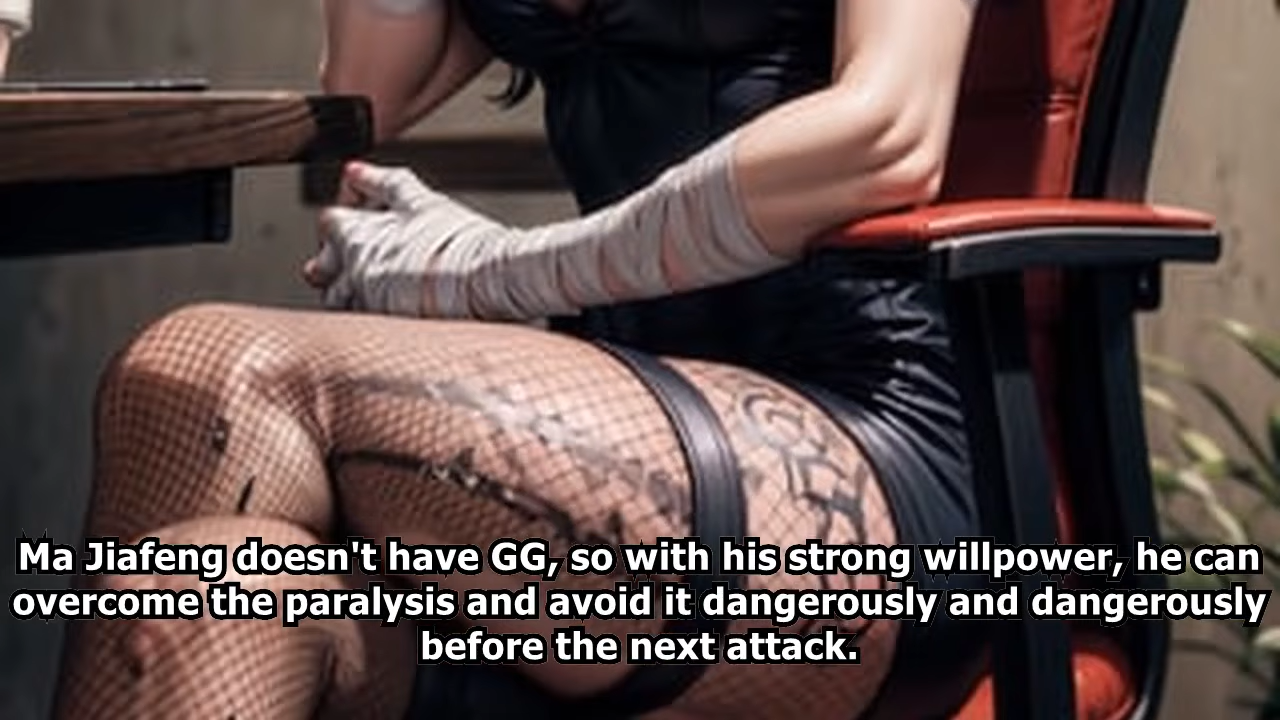 Ma Jiafeng doesn't have GG, so with his strong willpower, he can
overcome the paralysis and avoid it dangerously and dangerously
before the next attack.